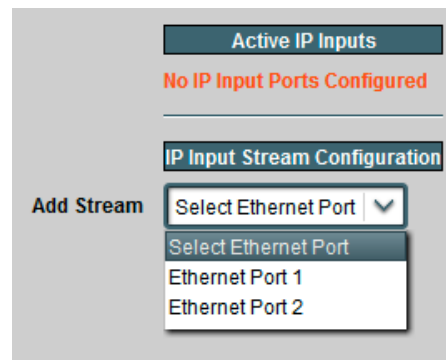 Active IP Inputs
No IP Input Ports Configured
IP Input Stream Configuration
Add Stream Select Ethernet Port
Select Ethernet Port
Ethernet Port 1
Ethernet Port 2